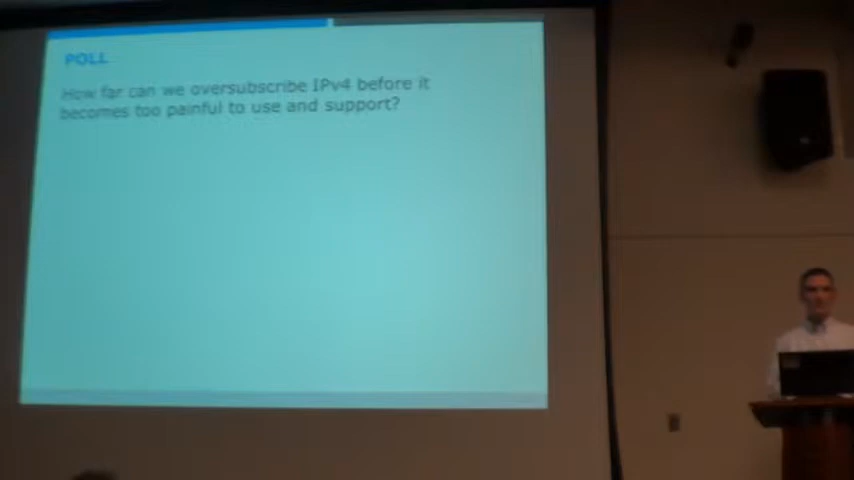 POLL
How far can we oversubscribe IPv4 before it
becomes too painful to use and support?